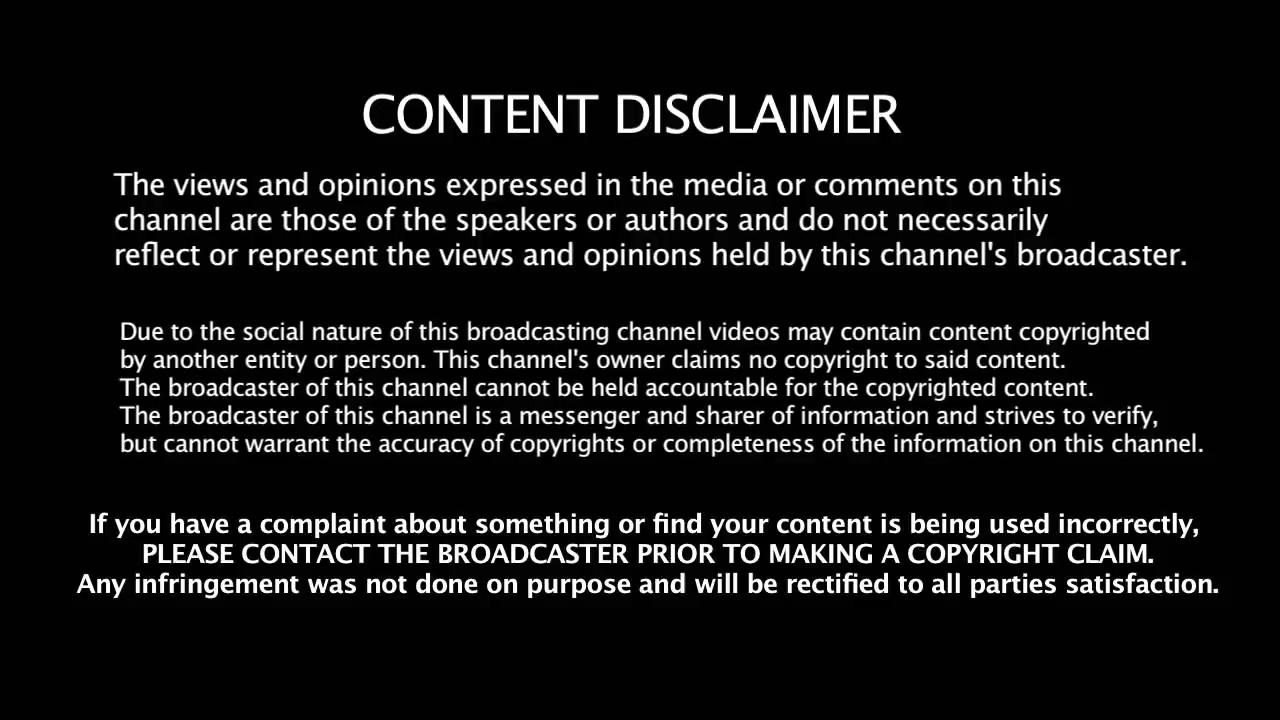 CONTENT DISCLAIMER
The views and opinions expressed in the media or comments on this
channel are those of the speakers or authors and do not necessarily
reflect or represent the views and opinions held by this channel's broadcaster.
Due to the social nature of this broadcasting channel videos may contain content copyrighted
by another entity or person. This channel's owner claims no copyright to said content.
The broadcaster of this channel cannot be held accountable for the copyrighted content.
The broadcaster of this channel is a messenger and sharer of information and strives to verify,
but cannot warrant the accuracy of copyrights or completeness of the information on this channel.
If you have a complaint about something or find your content is being used incorrectly,
PLEASE CONTACT THE BROADCASTER PRIOR TO MAKING A COPYRIGHT CLAIM.
Any infringement was not done on purpose and will be rectified to all parties satisfaction.